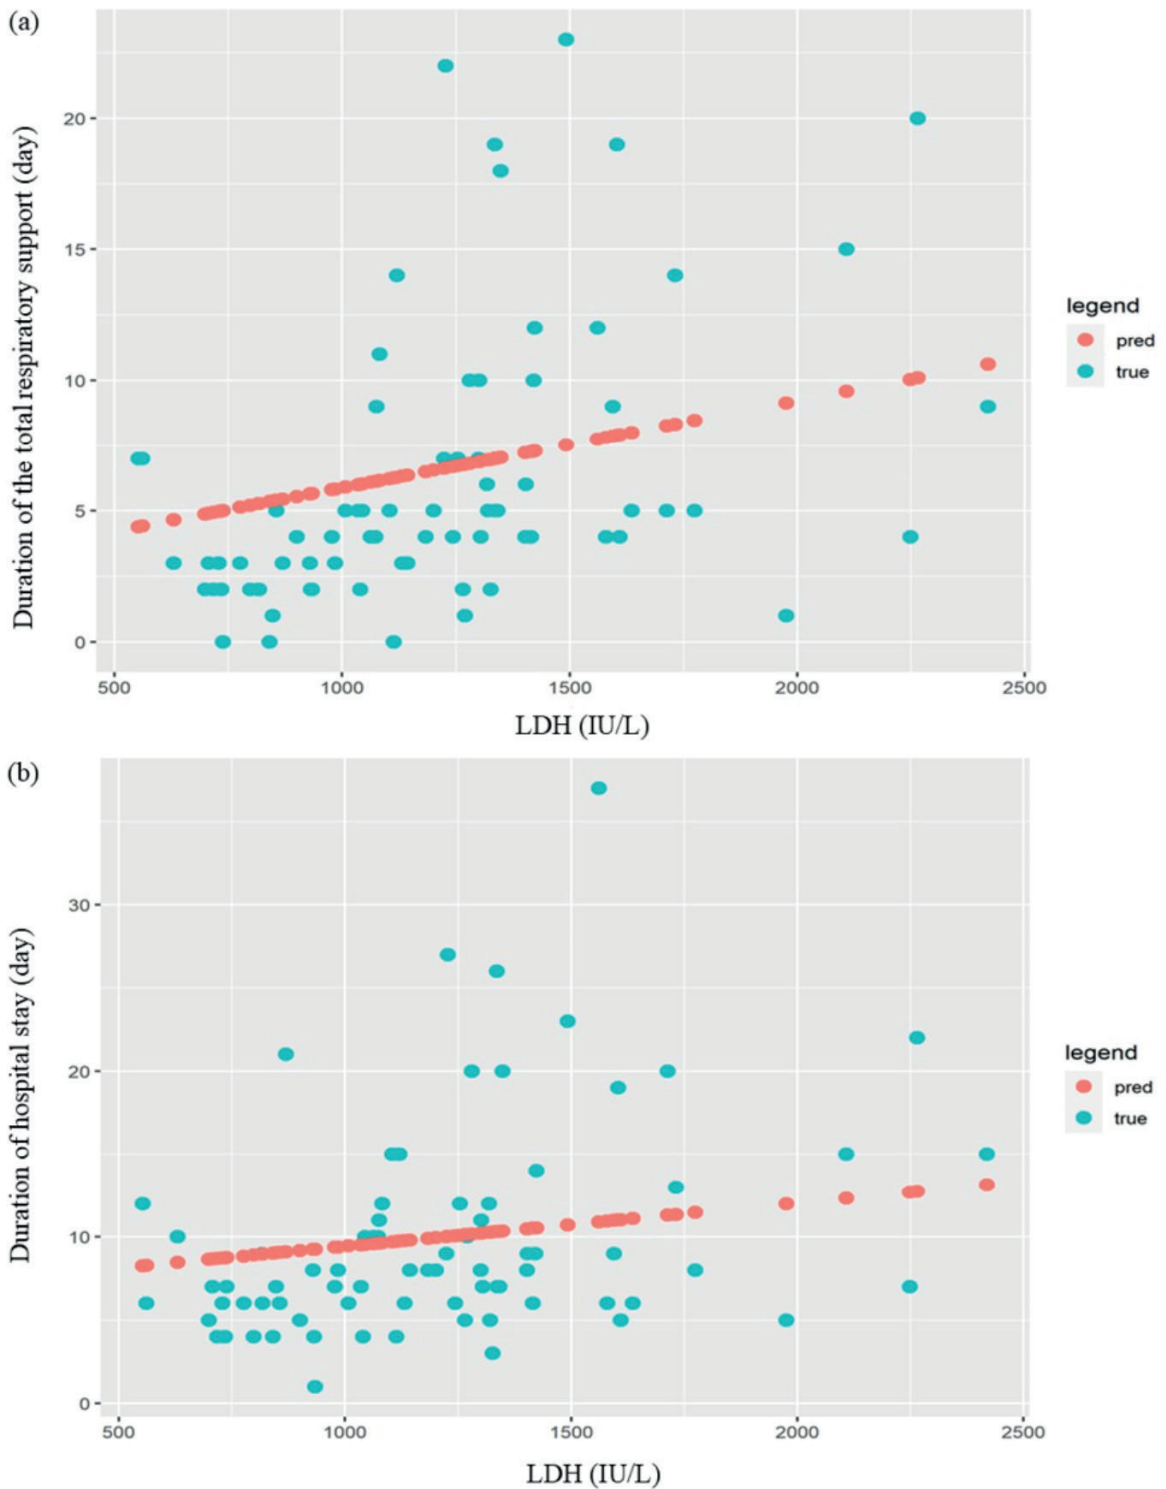 (a)
Duration of the total respiratory support (day)
20
15
10
5
0
500 1000 1500 2000 2500
LDH (IU/L)
legend
pred
true
(b)
Duration of hospital stay (day)
30
20
10
0
500 1000 1500 2000 2500
LDH (IU/L)
legend
pred
true